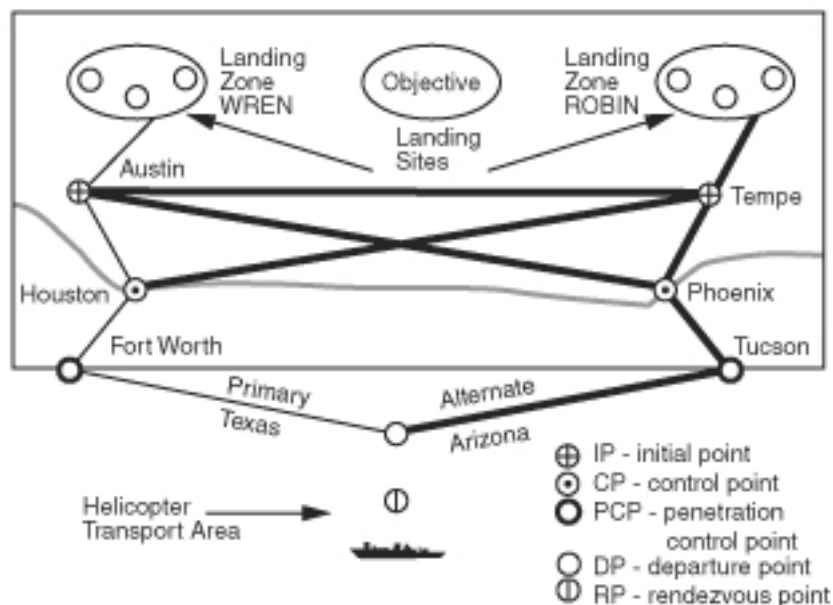 Landing
Zone
WREN
Objective
Landing
Zone
ROBIN
Landing
Sites
Austin
Tempe
Houston
Phoenix
Fort Worth
Tucson
Primary
Texas
Alternate
Arizona
Helicopter
Transport Area
IP - initial point
CP - control point
PCP - penetration
control point
DP - departure point
RP - rendezvous point